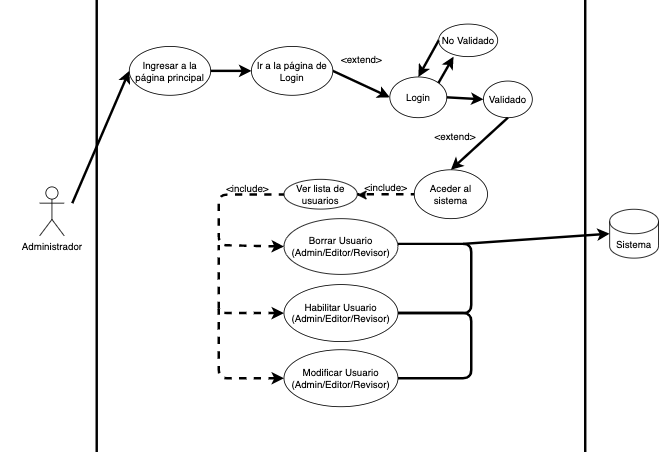 No Validado
Ingresar a la
página principal
Ir a la página de
Login
<extend>
Login
Validado
<extend>
<include>
Ver lista de
usuarios
<include>
Aceder al
sistema
Administrador
Borrar Usuario
(Admin/Editor/Revisor)
Sistema
Habilitar Usuario
(Admin/Editor/Revisor)
Modificar Usuario
(Admin/Editor/Revisor)